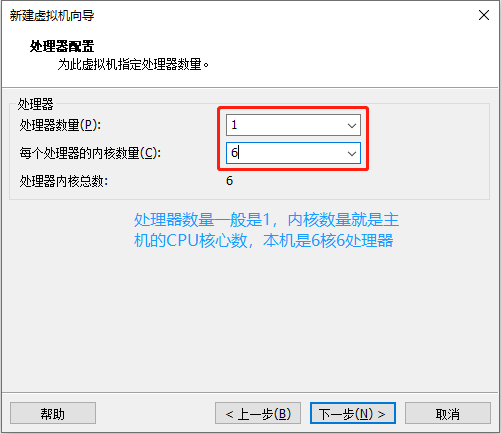 新建虚拟机向导
处理器配置
为此虚拟机指定处理器数量。
处理器
处理器数量(P):
1
每个处理器的内核数量(C):
6
处理器内核总数:
6
处理器数量一般是1，内核数量就是主
机的CPU核心数，本机是6核6处理器
帮助
< 上一步(B)
下一步(N) >
取消